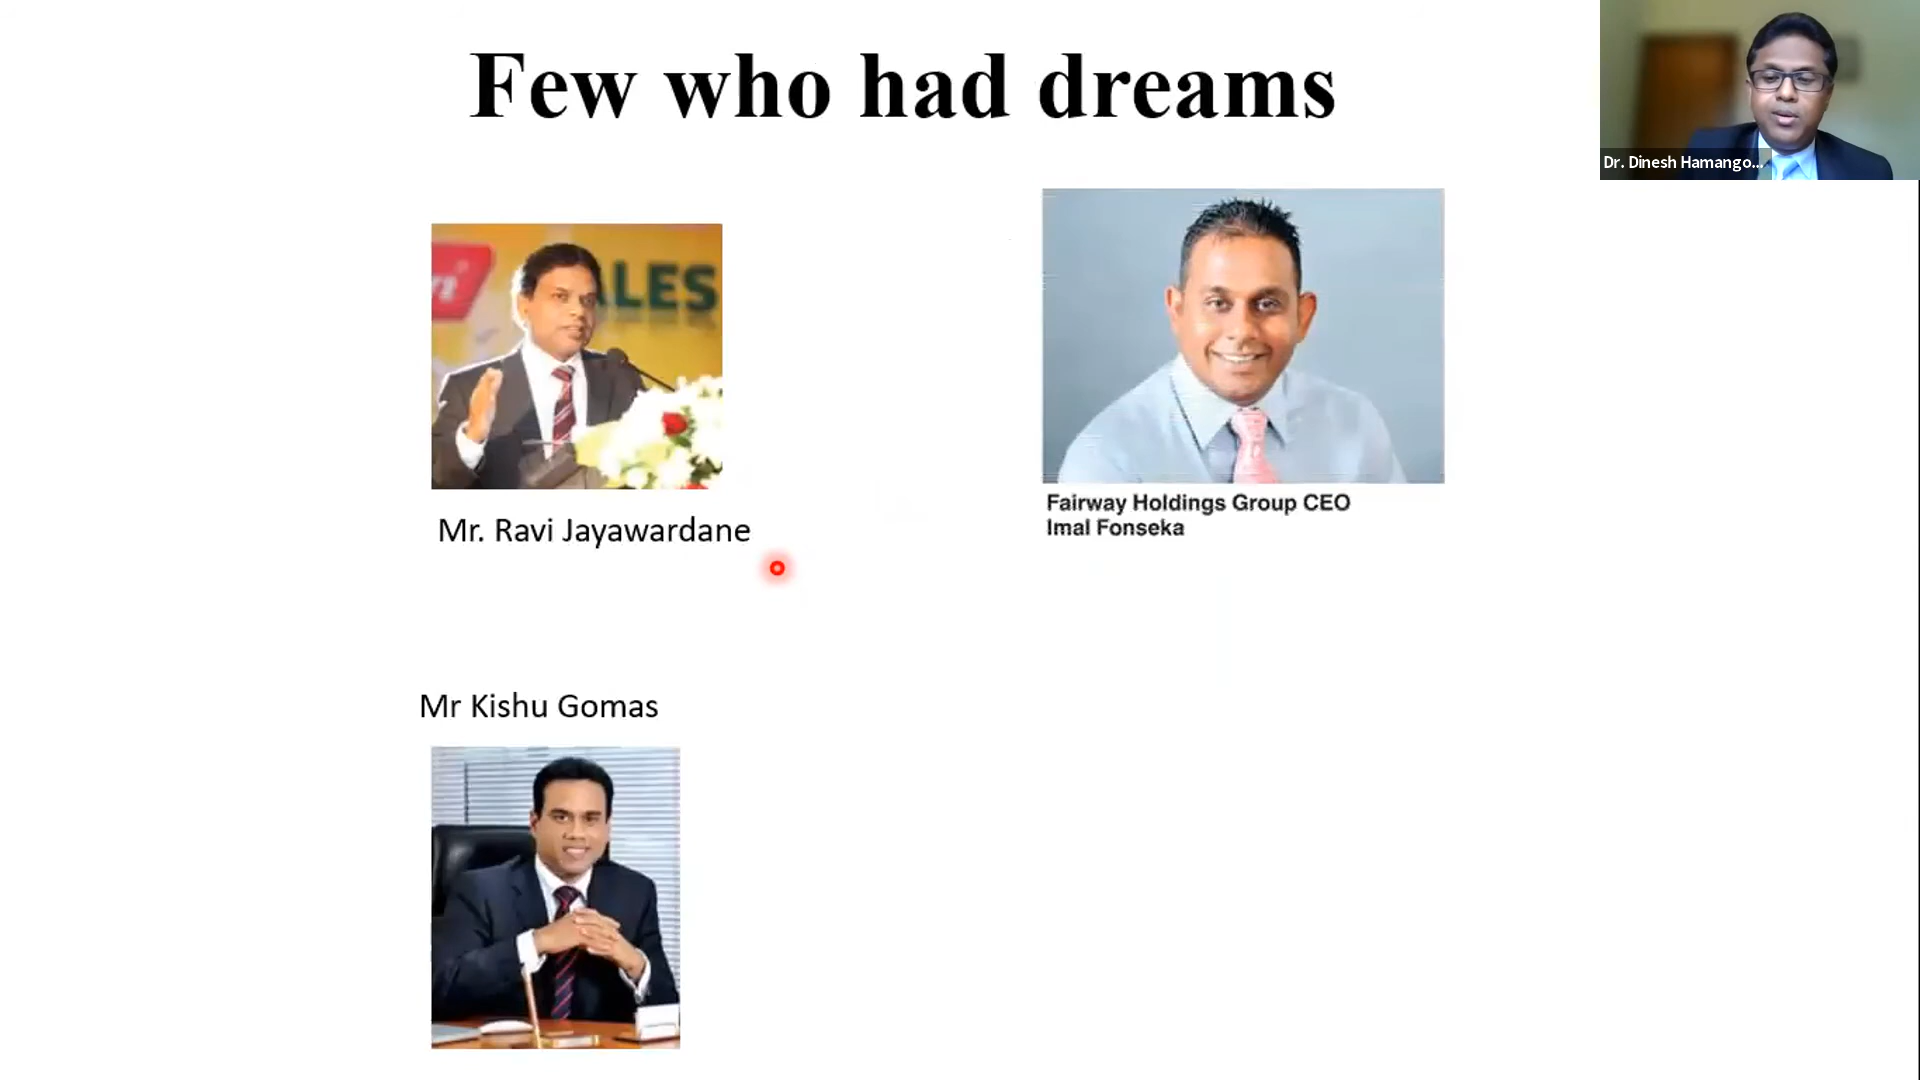 Few who had dreams
Dr. Dinesh Hamango...
ALES
Mr. Ravi Jayawardane
Fairway Holdings Group CEO
Imal Fonseka
Mr Kishu Gomas